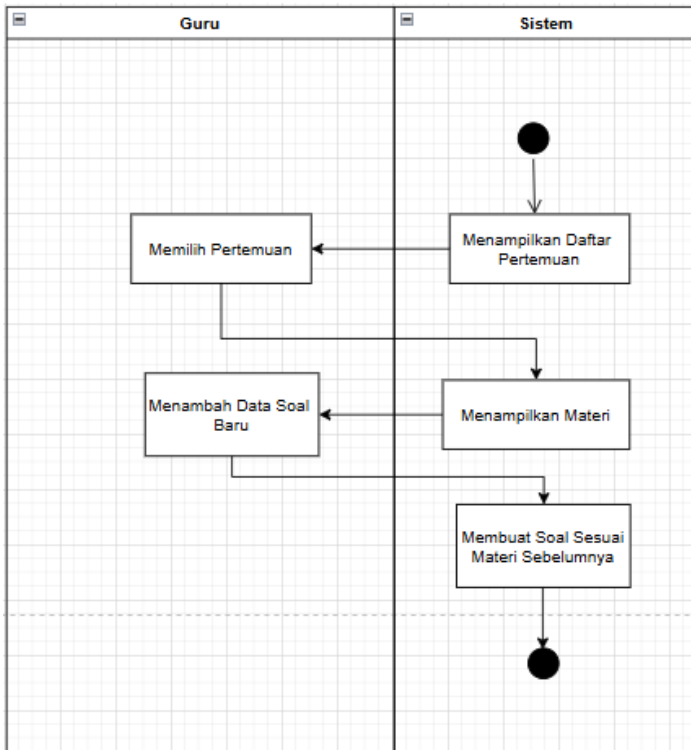 Guru
Sistem
Menampilkan Daftar
Pertemuan
Memilih Pertemuan
Menampilkan Materi
Menambah Data Soal
Baru
Membuat Soal Sesuai
Materi Sebelumnya